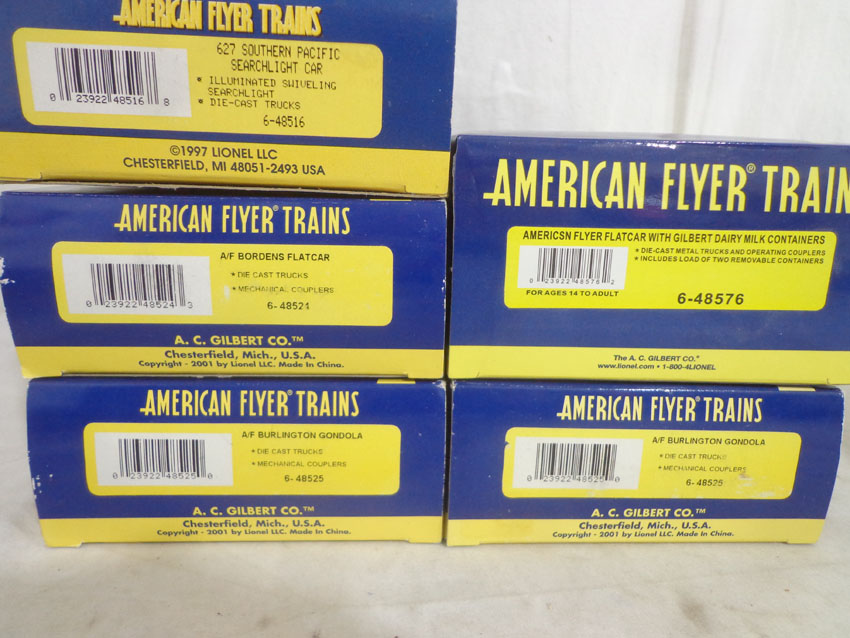 AMERICAN FLYER TRAINS
627 SOUTHERN PACIFIC
SEARCHLIGHT CAR
• ILLUMINATED SWIVELING
SEARCHLIGHT
• DIE-CAST TRUCKS
6-48516
0 23922 48516 8
©1997 LIONEL LLC
CHESTERFIELD, MI 48051-2493 USA
AMERICAN FLYER® TRAINS
A/F BORDENS FLATCAR
* DIE CAST TRUCKS
* MECHANICAL COUPLERS
6-48524
0 23922 48524 3
A. C. GILBERT CO.™
Chesterfield, Mich., U.S.A.
Copyright - 2001 by Lionel LLC. Made In China.
AMERICAN FLYER® TRAIN
AMERICSN FLYER FLATCAR WITH GILBERT DAIRY MILK CONTAINERS
* DIE-CAST METAL TRUCKS AND OPERATING COUPLERS
* INCLUDES LOAD OF TWO REMOVABLE CONTAINERS
0 23922 48576 2
FOR AGES 14 TO ADULT
6-48576
The A. C. GILBERT CO.®
www.lionel.com • 1-800-4LIONEL
AMERICAN FLYER® TRAINS
A/F BURLINGTON GONDOLA
* DIE CAST TRUCKS
* MECHANICAL COUPLERS
6-48525
0 23922 48525 0
A. C. GILBERT CO.™
Chesterfield, Mich., U.S.A.
Copyright - 2001 by Lionel LLC. Made In China.
AMERICAN FLYER® TRAINS
A/F BURLINGTON GONDOLA
* DIE CAST TRUCKS
* MECHANICAL COUPLERS
6-48525
0 23922 48525 0
A. C. GILBERT CO.™
Chesterfield, Mich., U.S.A.
Copyright - 2001 by Lionel LLC. Made In China.